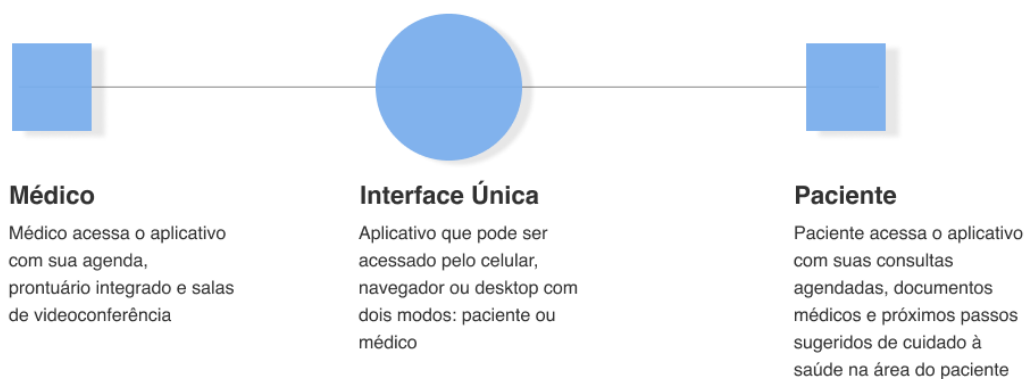 Médico
Médico acessa o aplicativo
com sua agenda,
prontuário integrado e salas
de videoconferência
Interface Única
Aplicativo que pode ser
acessado pelo celular,
navegador ou desktop com
dois modos: paciente ou
médico
Paciente
Paciente acessa o aplicativo
com suas consultas
agendadas, documentos
médicos e próximos passos
sugeridos de cuidado à
saúde na área do paciente